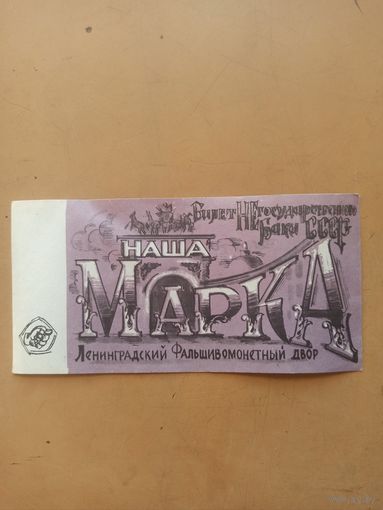 Билет НЕгосударственного
Банка СССР
НАША
МАРКА
Ленинградский Фальшивомонетный двор